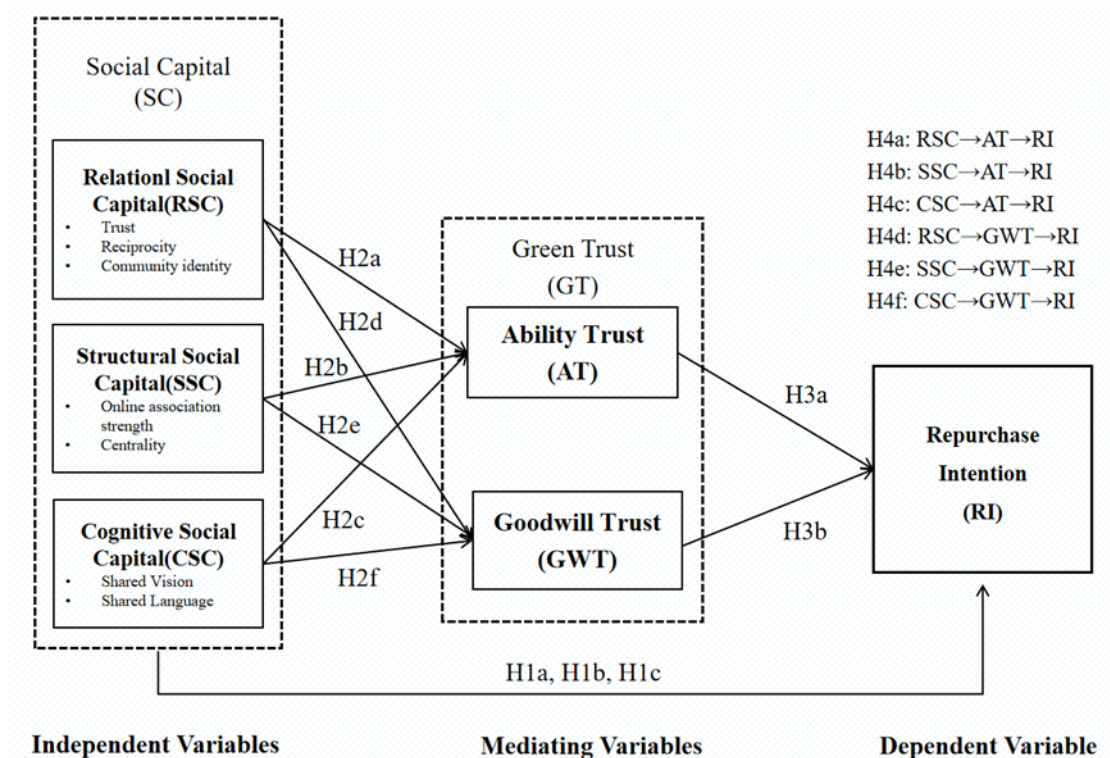 Social Capital
(SC)
Relationl Social
Capital(RSC)
• Trust
• Reciprocity
• Community identity
Structural Social
Capital(SSC)
• Online association
strength
• Centrality
Cognitive Social
Capital(CSC)
• Shared Vision
• Shared Language
H2a
H2d
H2b
H2e
H2c
H2f
Green Trust
(GT)
Ability Trust
(AT)
Goodwill Trust
(GWT)
H3a
H3b
H4a: RSC→AT→RI
H4b: SSC→AT→RI
H4c: CSC→AT→RI
H4d: RSC→GWT→RI
H4e: SSC→GWT→RI
H4f: CSC→GWT→RI
Repurchase
Intention
(RI)
H1a, H1b, H1c
Independent Variables
Mediating Variables
Dependent Variable